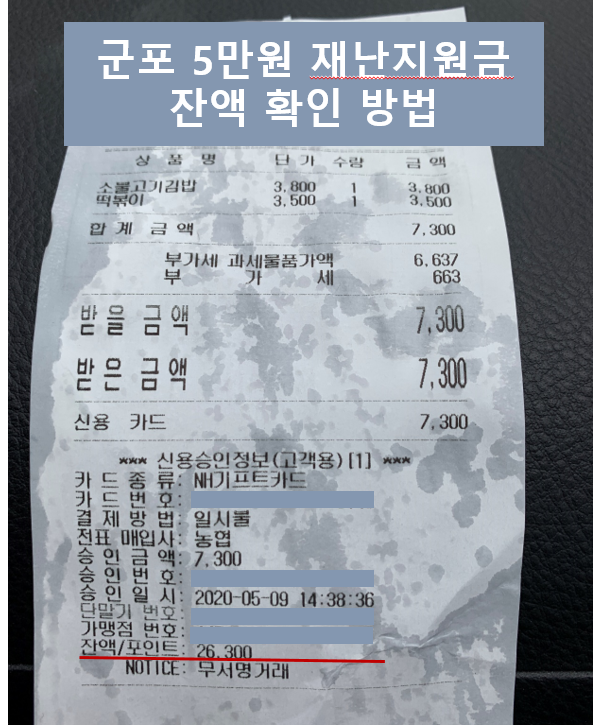 군포 5만원 재난지원금
잔액 확인 방법
상 품 명 단 가 수량 금 액
소불고기김밥 3,800 1 3,800
떡볶이 3,500 1 3,500
합 계 금 액 7,300
부가세 과세물품가액 6,637
부 가 세 663
받 을 금 액 7,300
받 은 금 액 7,300
신용 카드 7,300
*** 신용승인정보(고객용)[1] ***
카 드 종 류: NH기프트카드
카 드 번 호:
결 제 방 법: 일시불
전표 매입사: 농협
승 인 금 액: 7,300
승 인 번 호:
승 인 일 시: 2020-05-09 14:38:36
단말기 번호:
가맹점 번호:
잔액/포인트: 26,300
NOTICE: 무서명거래